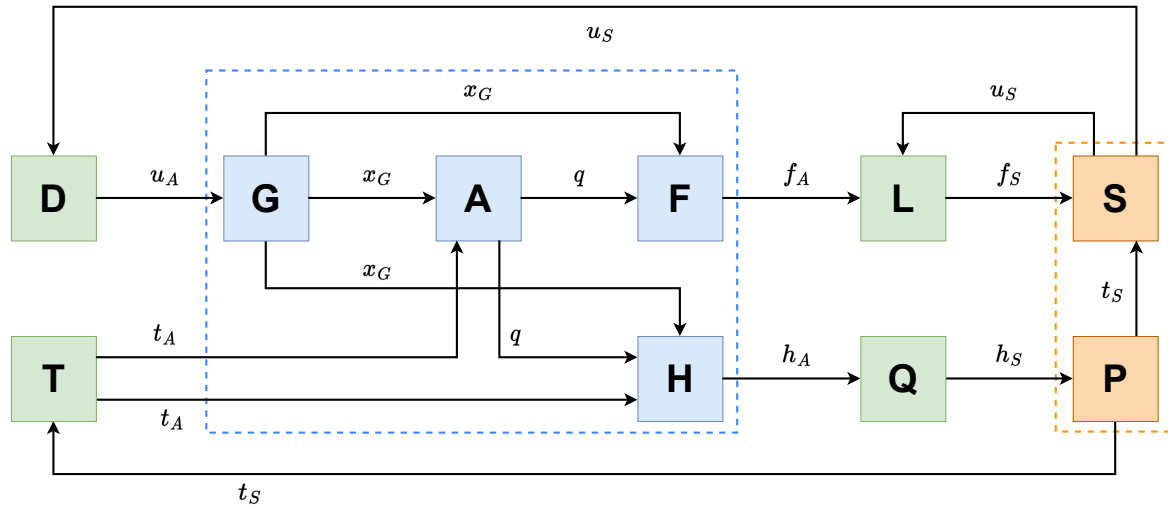 u_S
x_G
u_S
D
u_A
G
x_G
A
q
F
f_A
L
f_S
S
x_G
t_S
t_A
q
T
H
h_A
Q
h_S
P
t_A
t_S